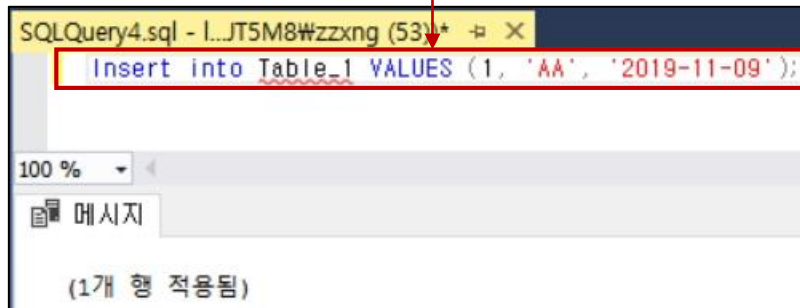 SQLQuery4.sql - l...JT5M8₩zzxng (53))*
Insert into Table_1 VALUES (1, 'AA', '2019-11-09');
100 %
메시지
(1개 행 적용됨)